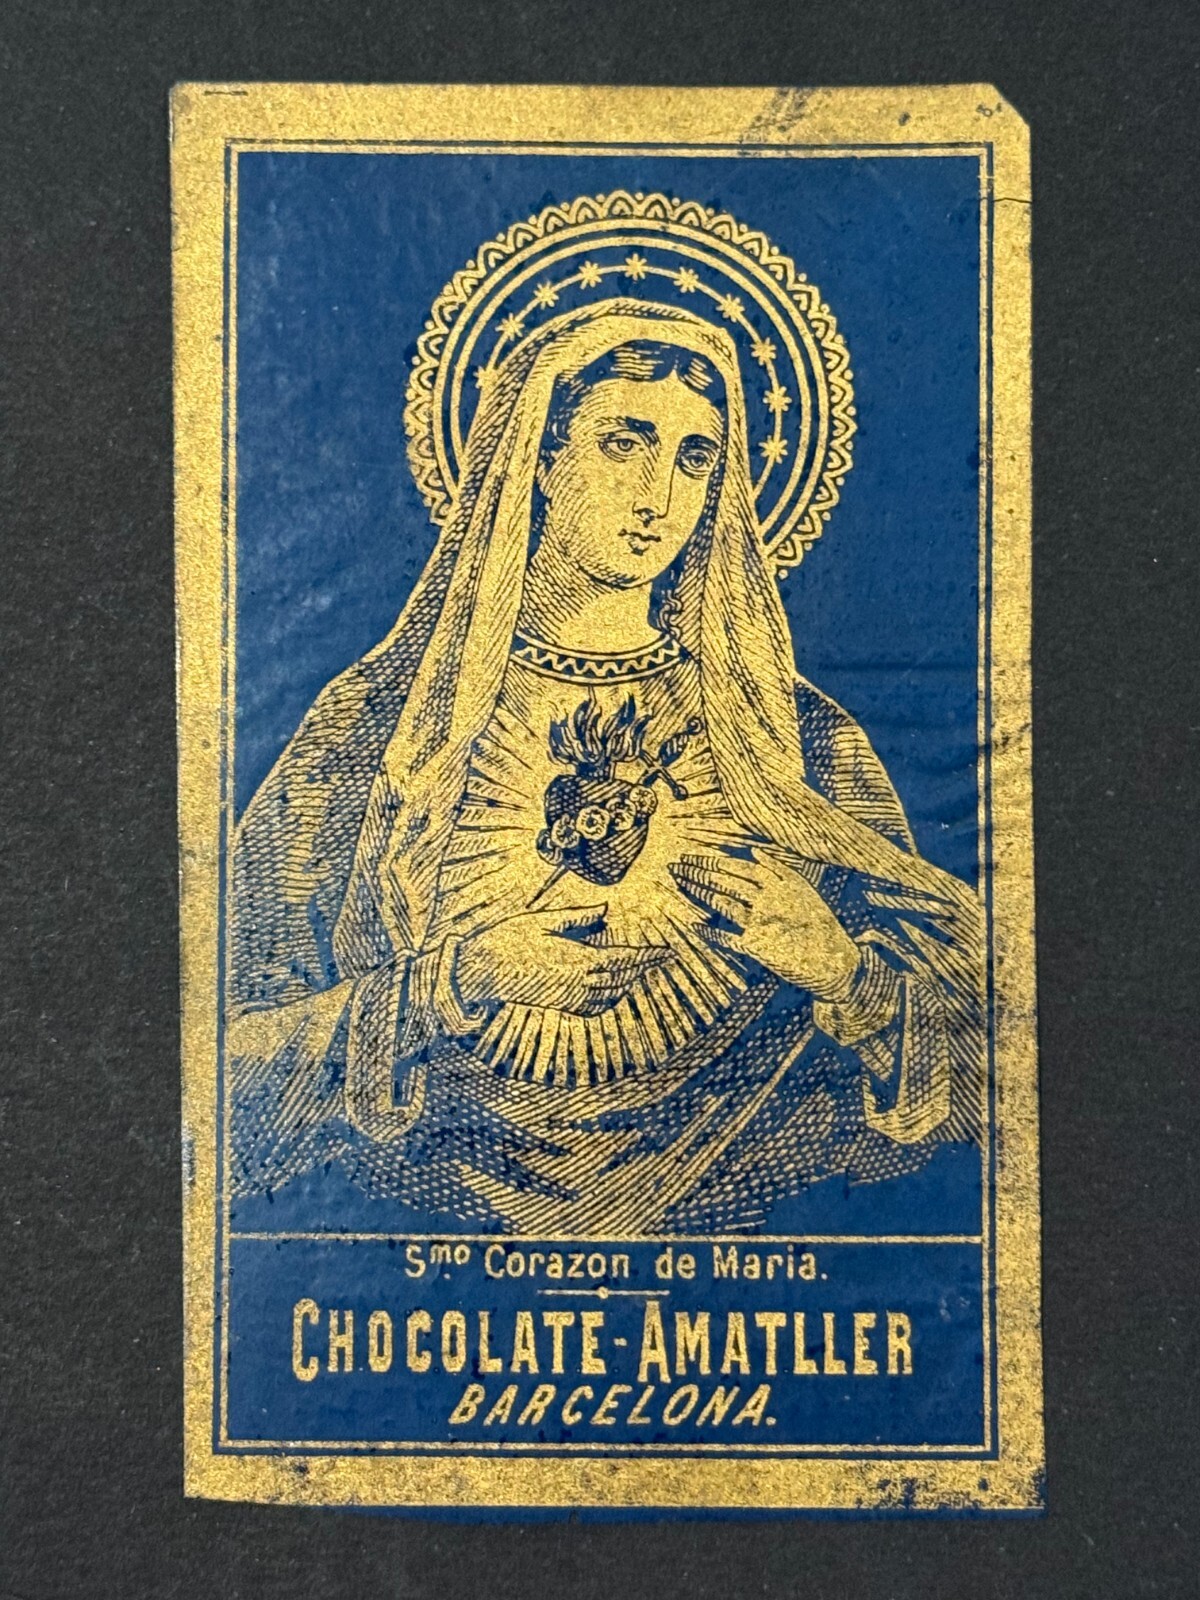 Smo. Corazon de Maria.
CHOCOLATE-AMATLLER
BARCELONA.